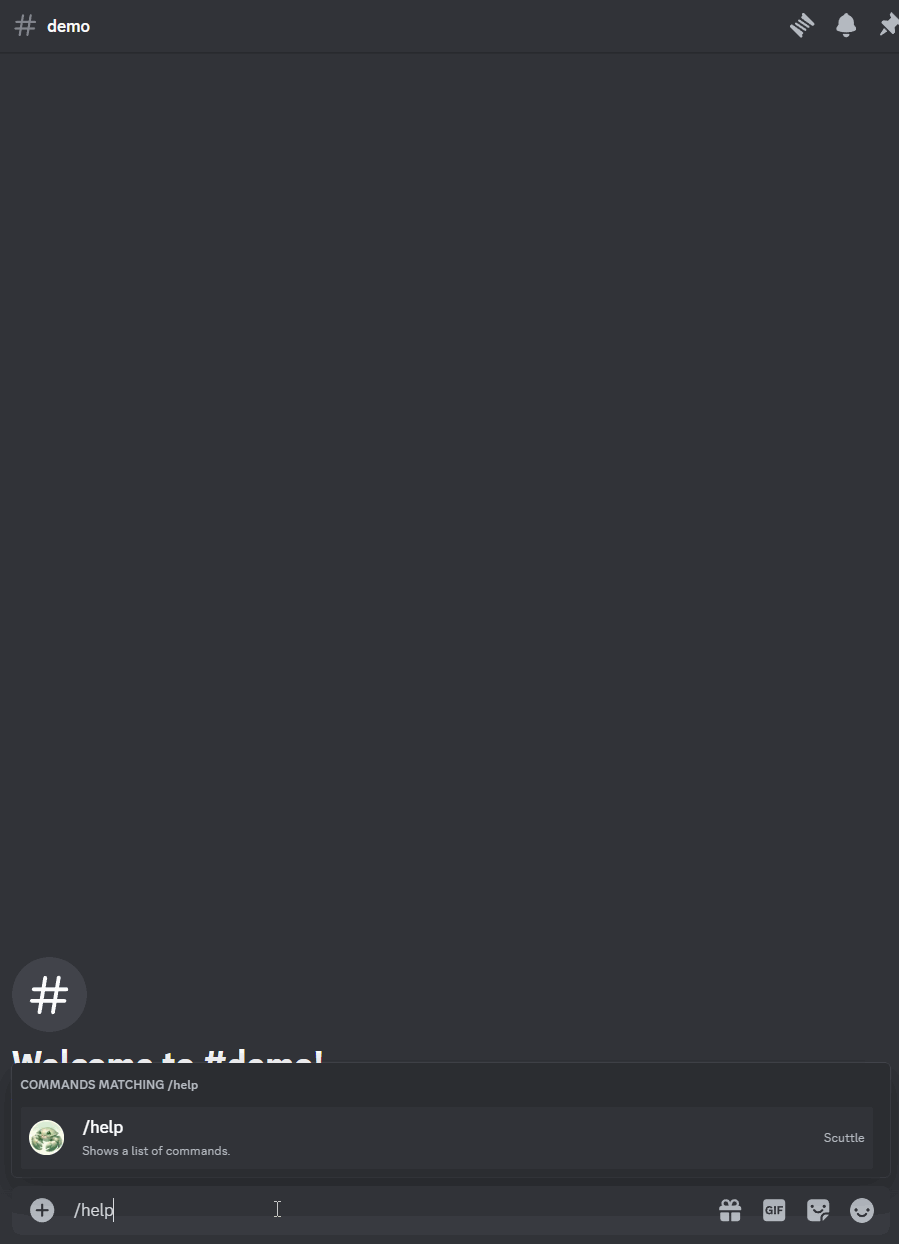 # demo
Welcome to #demo!
COMMANDS MATCHING /help
/help
Shows a list of commands.
Scuttle
/help
GIF